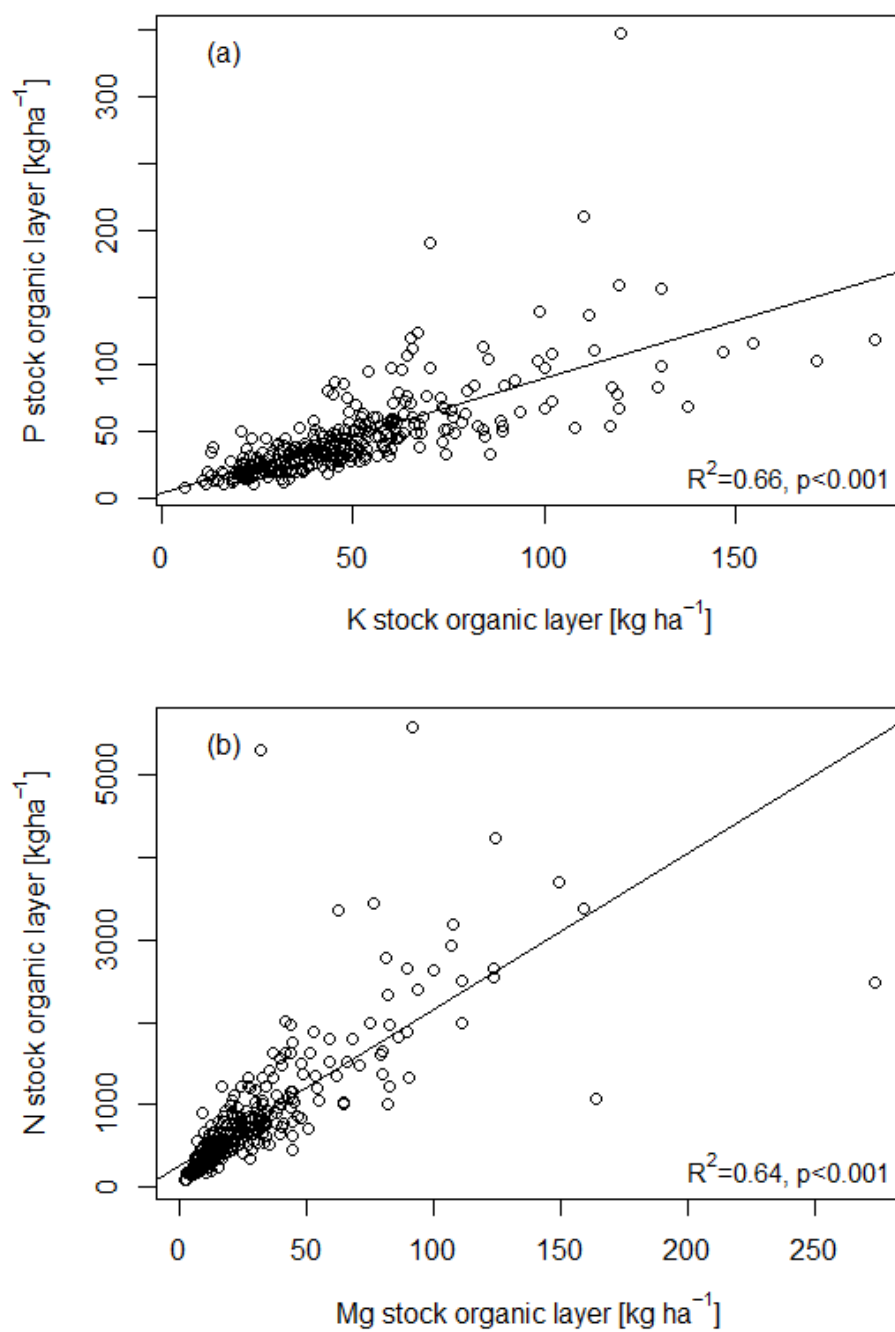 (a)
P stock organic layer [kgha⁻¹]
300
200
100
50
0
R²=0.66, p<0.001
0
50
100
150
K stock organic layer [kg ha⁻¹]
(b)
N stock organic layer [kgha⁻¹]
5000
3000
1000
0
R²=0.64, p<0.001
0
50
100
150
200
250
Mg stock organic layer [kg ha⁻¹]